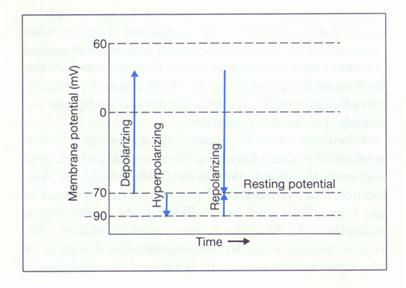 60
0
−70
−90
Membrane potential (mV)
Depolarizing
Hyperpolarizing
Repolarizing
Resting potential
Time